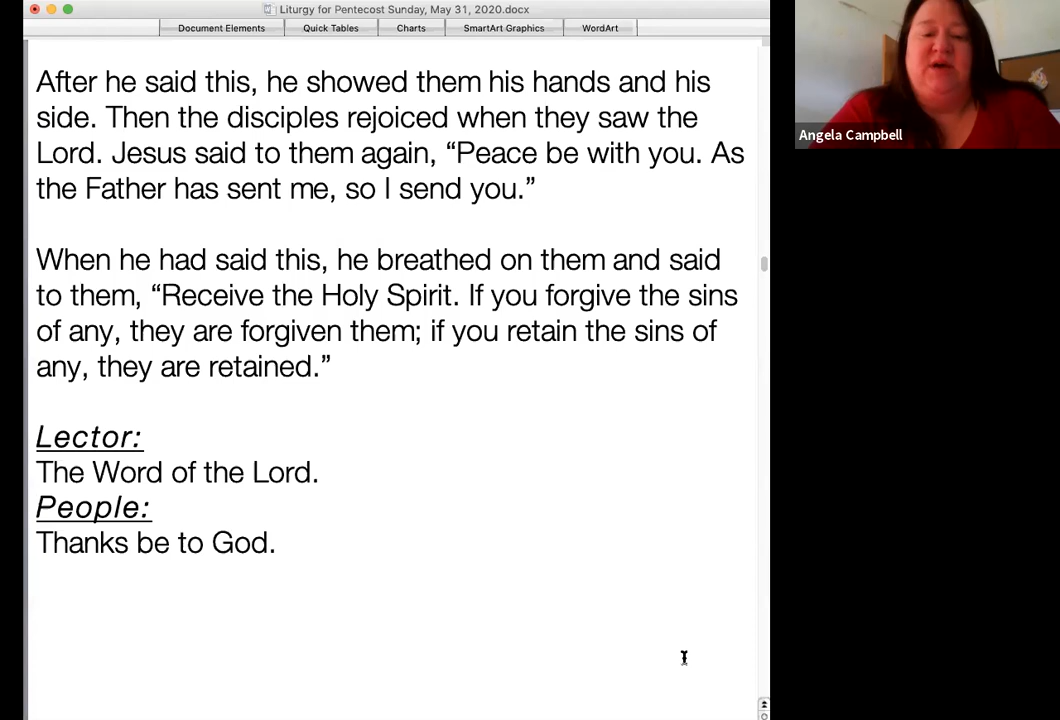 Liturgy for Pentecost Sunday, May 31, 2020.docx
Document Elements Quick Tables Charts SmartArt Graphics WordArt
After he said this, he showed them his hands and his
side. Then the disciples rejoiced when they saw the
Lord. Jesus said to them again, “Peace be with you. As
the Father has sent me, so I send you.”
When he had said this, he breathed on them and said
to them, “Receive the Holy Spirit. If you forgive the sins
of any, they are forgiven them; if you retain the sins of
any, they are retained.”
Lector:
The Word of the Lord.
People:
Thanks be to God.
Angela Campbell